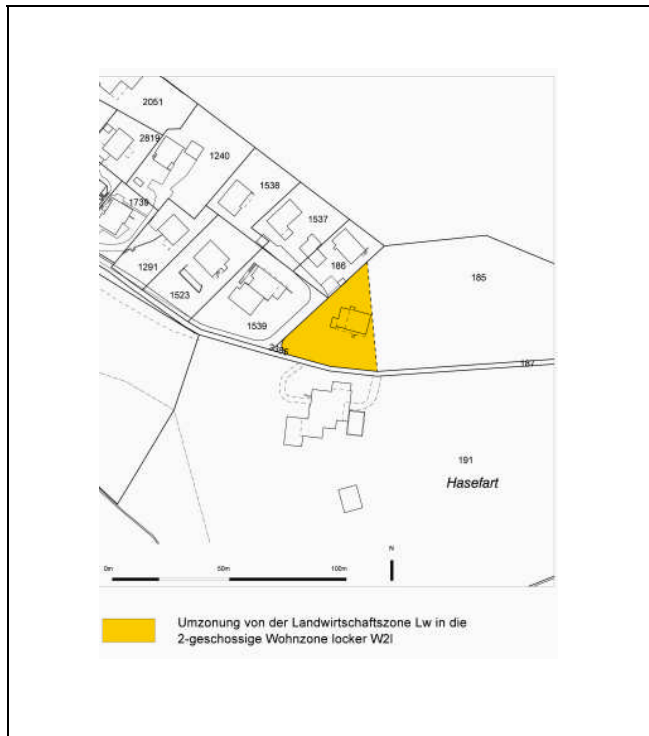 2051
2819
1240
1538
1739
1537
186
1291
185
1523
1539
187
191
Hasefart
N
0m 50m 100m
Umzonung von der Landwirtschaftszone Lw in die
2-geschossige Wohnzone locker W2l